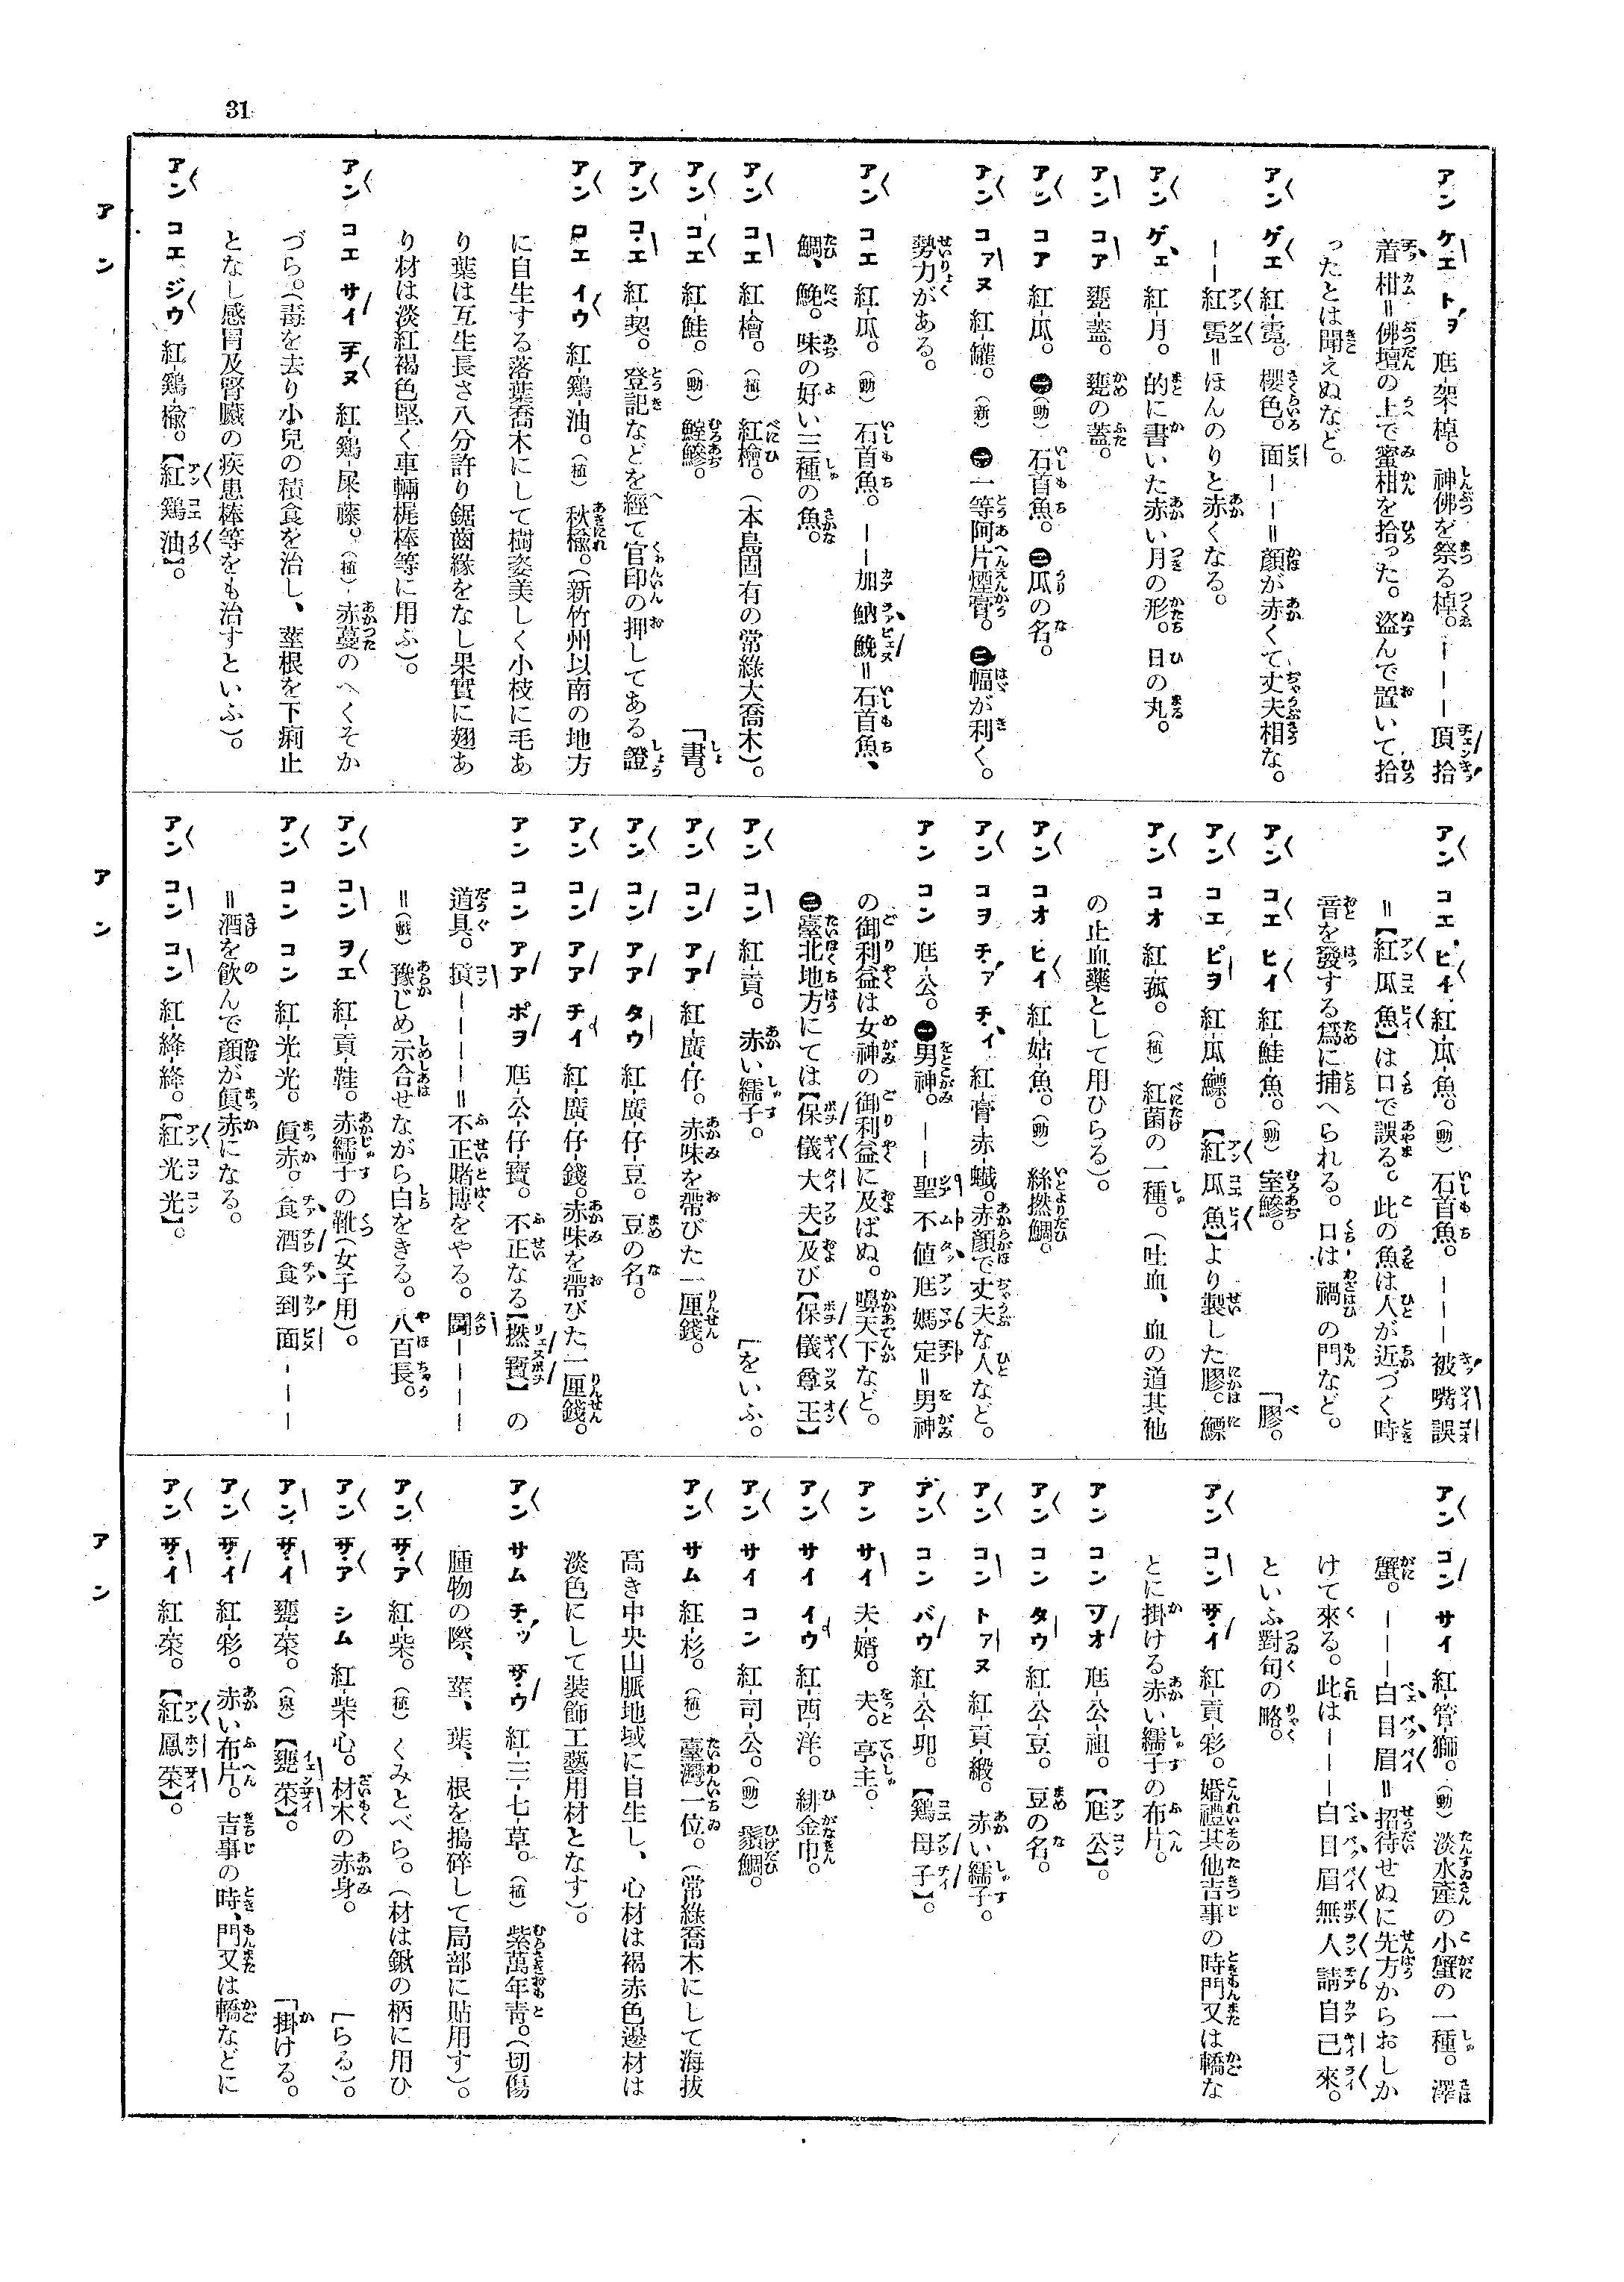 31
アン ケエ トヲ 尪-架-棹。神佛を祭る棹。———頂拾
着柑=佛壇の上で蜜柑を拾った。盜んで置いて拾
ったとは聞えぬなど。
アン ゲエ 紅-霓。櫻色。面——=顔が赤くて丈夫相な。
——紅霓=ほんのりと赤くなる。
アン ゲエ 紅-月。的に書いた赤い月の形。日の丸。
アン コア 甕-蓋。甕の蓋。
アン コア 紅-瓜。㊀(動)石首魚。㊁瓜の名。
アン コアヌ 紅-罐。(新)㊀一等阿片煙膏。㊁幅が利く。
勢力がある。
アン コエ 紅-瓜。(動)石首魚。——加魶鮸=石首魚、
鯛、鮸。味の好い三種の魚。
アン コエ 紅-檜。(植)紅檜。(本島固有の常綠大喬木)。
アン コエ 紅-鮭。(動)鰘鰺。
アン コエ 紅-契。登記などを經て官印の押してある證
「書。
アン ロエ イウ 紅-鷄-油。(植)秋楡。(新竹州以南の地方
に自生する落葉喬木にして樹姿美しく小枝に毛あ
り葉は互生長さ八分許り鋸齒緣をなし果實に翅あ
り材は淡紅褐色堅く車輛梶棒等に用ふ)。
アン コエ サイ チヌ 紅-鷄-屎-藤。(植)赤蔓のへくそか
づら。(毒を去り小兒の積食を治し、莖根を下痢止
となし感冒及腎臟の疾患棒等をも治すといふ)。
アン コエ ジウ 紅-鷄-楡。【紅鷄油】。
アン コエ ヒイ 紅-瓜-魚。(動)石首魚。———被嘴誤
=【紅瓜魚】は口で誤る。此の魚は人が近づく時
音を發する爲に捕へられる。口は禍の門など。
アン コエ ヒイ 紅-鮭-魚。(動)室鰺。
アン コエ ピヲ 紅-瓜-鰾。【紅瓜魚】より製した膠。鰾
「膠。
アン コオ 紅-菰。(植)紅菌の一種。(吐血、血の道其他
の止血藥として用ひらる)。
アン コオ ヒイ 紅-姑-魚。(動)絲撚鯛。
アン コヲ チア チイ 紅-膏-赤-蠘。赤顔で丈夫な人など。
アン コン 尪-公。㊀男神。——聖不値尪媽定=男神
の御利益は女神の御利益に及ばぬ。嚊天下など。
㊁臺北地方にては【保儀大夫】及び【保儀尊王】
「をいふ。
アン コン 紅-貢。赤い繻子。
アン コン アア 紅-廣-仔。赤味を帶びた一厘錢。
アン コン アア タウ 紅-廣-仔-豆。豆の名。
アン コン アア チイ 紅-廣-仔-錢。赤味を帶びた一厘錢。
アン コン アア ポヲ 尪-公-仔-寶。不正なる【撚寶】の
道具。摃————=不正賭博をやる。鬪————
=(戲)豫じめ示合せながら白をきる。八百長。
アン コン ヲエ 紅-貢-鞋。赤繻子の靴(女子用)。
アン コン コン 紅-光-光。眞赤。食酒食到面———
=酒を飮んで顔が眞赤になる。
アン コン コン 紅-絳-絳。【紅光光】。
アン コン サイ 紅-管-獅。(動)淡水產の小蟹の一種。澤
蟹。———白目眉=招待せぬに先方からおしか
けて來る。此は———白目眉無人請自己來。
といふ對句の略。
アン コン サイ 紅-貢-彩。婚禮其他吉事の時門又は轎な
とに掛ける赤い繻子の布片。
アン コン ツオ 尪-公-祖。【尪公】。
アン コン タウ 紅-公-豆。豆の名。
アン コン トアヌ 紅-貢-緞。赤い繻子。
アン コン バウ 紅-公-卯。【鷄母子】。
アン サイ 夫-婿。夫。亭主。
アン サイ イウ 紅-西-洋。緋金巾。
アン サイ コン 紅-司-公。(動)鬚鯛。
アン サム 紅-杉。(植)臺灣一位。(常綠喬木にして海拔
高き中央山脈地域に自生し、心材は褐赤色邊材は
淡色にして装飾工藝用材となす)。
アン サム チッ ザウ 紅-三-七-草。(植)紫萬年靑。(切傷
腫物の際、莖、葉、根を搗碎して局部に貼用す)。
アン ザア 紅-柴。(植)くみとべら。(材は鍬の柄に用ひ
「らる)。
アン ザア シム 紅-柴-心。材木の赤身。
アン ザイ 甕-菜。(泉)【甕菜】。
アン ザイ 紅-彩。赤い布片。吉事の時、門又は轎などに
「掛ける。
アン ザイ 紅-菜。【紅鳳菜】。
アン
アン
アン